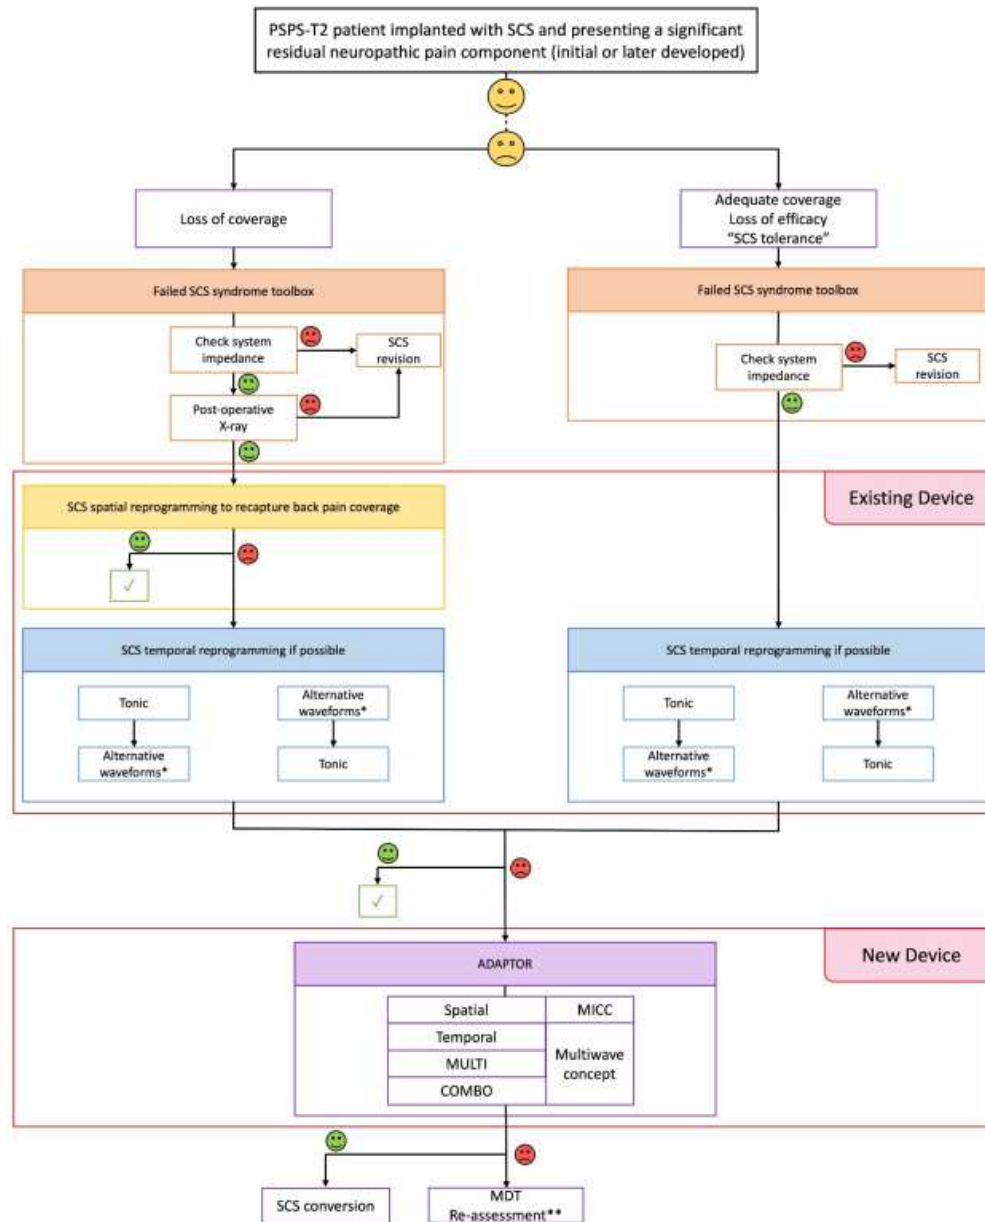 PSPS-T2 patient implanted with SCS and presenting a significant
residual neuropathic pain component (initial or later developed)
Loss of coverage
Adequate coverage
Loss of efficacy
“SCS tolerance”
Failed SCS syndrome toolbox
Failed SCS syndrome toolbox
Check system
impedance
SCS
revision
Check system
impedance
SCS
revision
Post-operative
X-ray
Existing Device
SCS spatial reprogramming to recapture back pain coverage
✓
SCS temporal reprogramming if possible
SCS temporal reprogramming if possible
Tonic
Alternative
waveforms*
Alternative
waveforms*
Tonic
Tonic
Alternative
waveforms*
Alternative
waveforms*
Tonic
✓
New Device
ADAPTOR
Spatial
MICC
Temporal
MULTI
COMBO
Multiwave
concept
SCS conversion
MDT
Re-assessment**